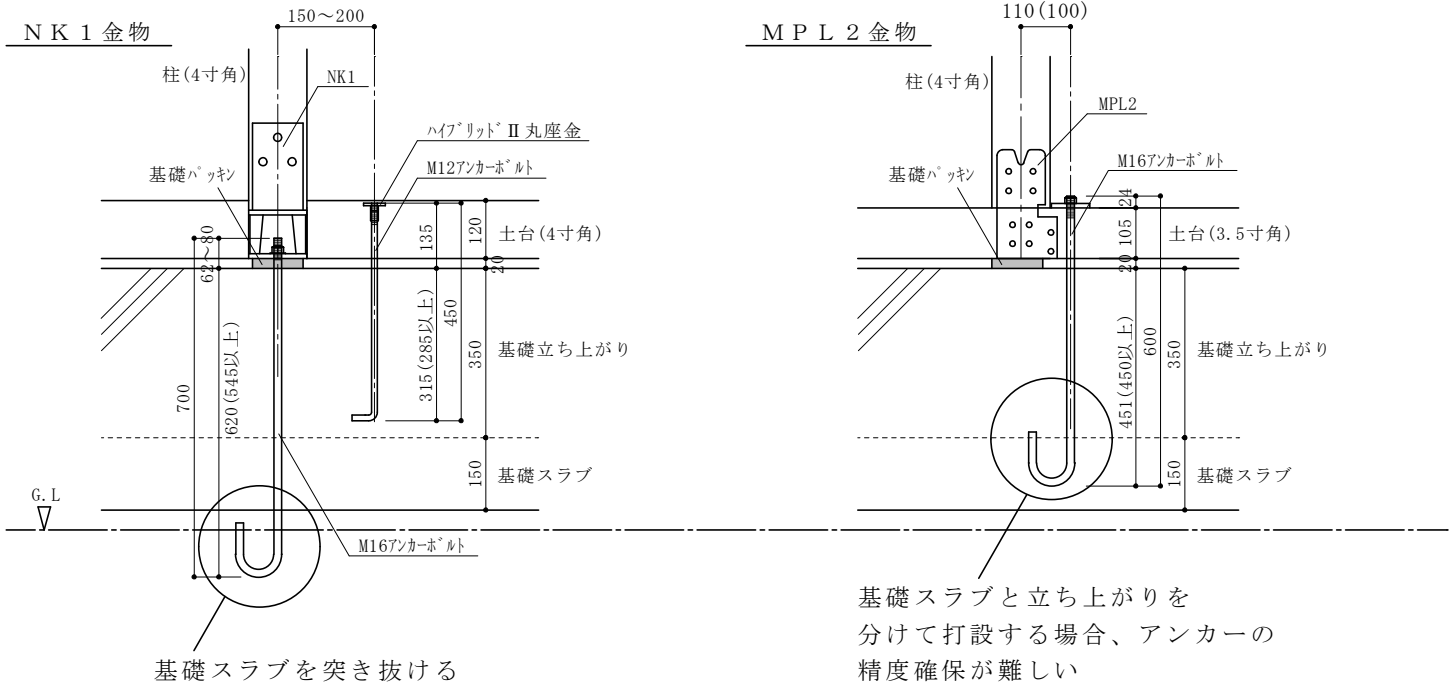 NK1金物
150～200
柱(4寸角)
NK1
ﾊｲﾌﾞﾘｯﾄﾞⅡ丸座金
M12ｱﾝｶｰﾎﾞﾙﾄ
基礎ﾊﾟｯｷﾝ
62～80
135
120
土台(4寸角)
20
700
620(545以上)
315(285以上)
450
350
基礎立ち上がり
150
基礎スラブ
G.L
M16ｱﾝｶｰﾎﾞﾙﾄ
基礎スラブを突き抜ける
MPL2金物
110(100)
柱(4寸角)
MPL2
M16ｱﾝｶｰﾎﾞﾙﾄ
基礎ﾊﾟｯｷﾝ
24
105
土台(3.5寸角)
20
451(450以上)
600
350
基礎立ち上がり
150
基礎スラブ
基礎スラブと立ち上がりを
分けて打設する場合、アンカーの
精度確保が難しい